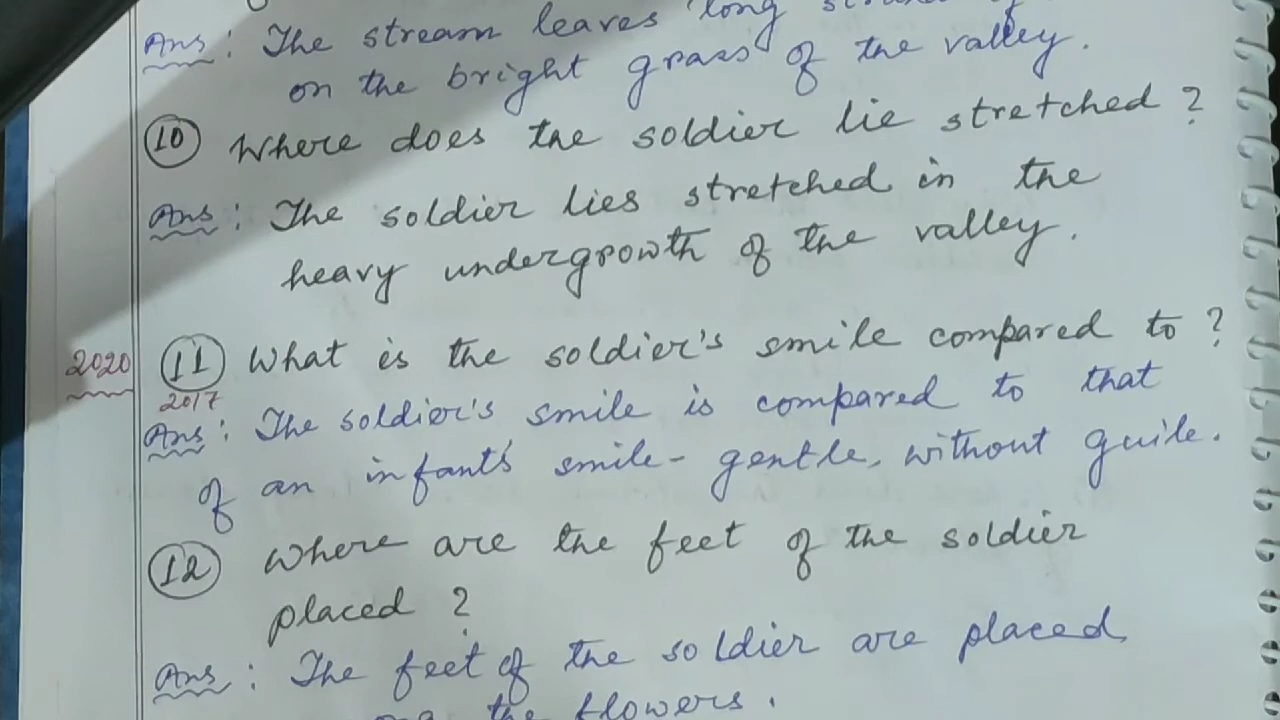 Ans : The stream leaves long
on the bright grass of the valley.
10 Where does the soldier lie stretched ?
Ans : The soldier lies stretched in the
heavy undergrowth of the valley.
2020 11 What is the soldier's smile compared to ?
2017
Ans : The soldier's smile is compared to that
of an infant's smile - gentle, without guile.
12 Where are the feet of the soldier
placed ?
Ans : The feet of the soldier are placed
the flowers.